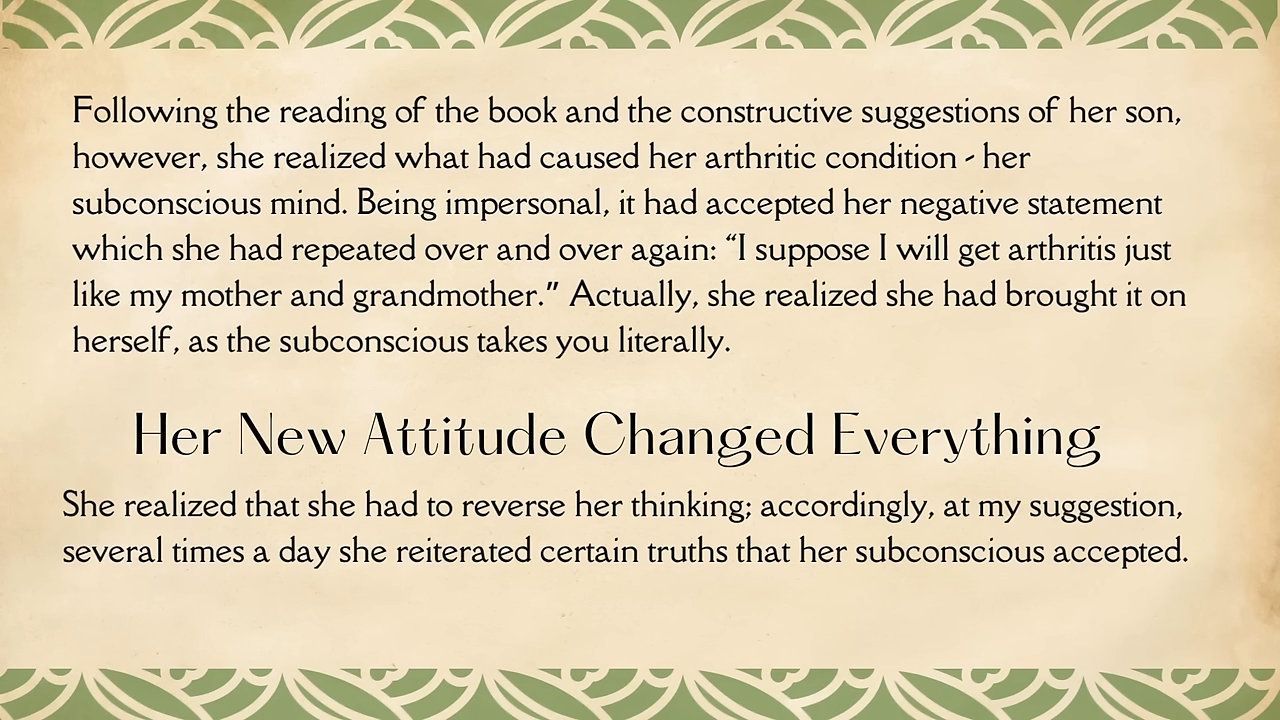 Following the reading of the book and the constructive suggestions of her son,
however, she realized what had caused her arthritic condition - her
subconscious mind. Being impersonal, it had accepted her negative statement
which she had repeated over and over again: “I suppose I will get arthritis just
like my mother and grandmother.” Actually, she realized she had brought it on
herself, as the subconscious takes you literally.
Her New Attitude Changed Everything
She realized that she had to reverse her thinking; accordingly, at my suggestion,
several times a day she reiterated certain truths that her subconscious accepted.